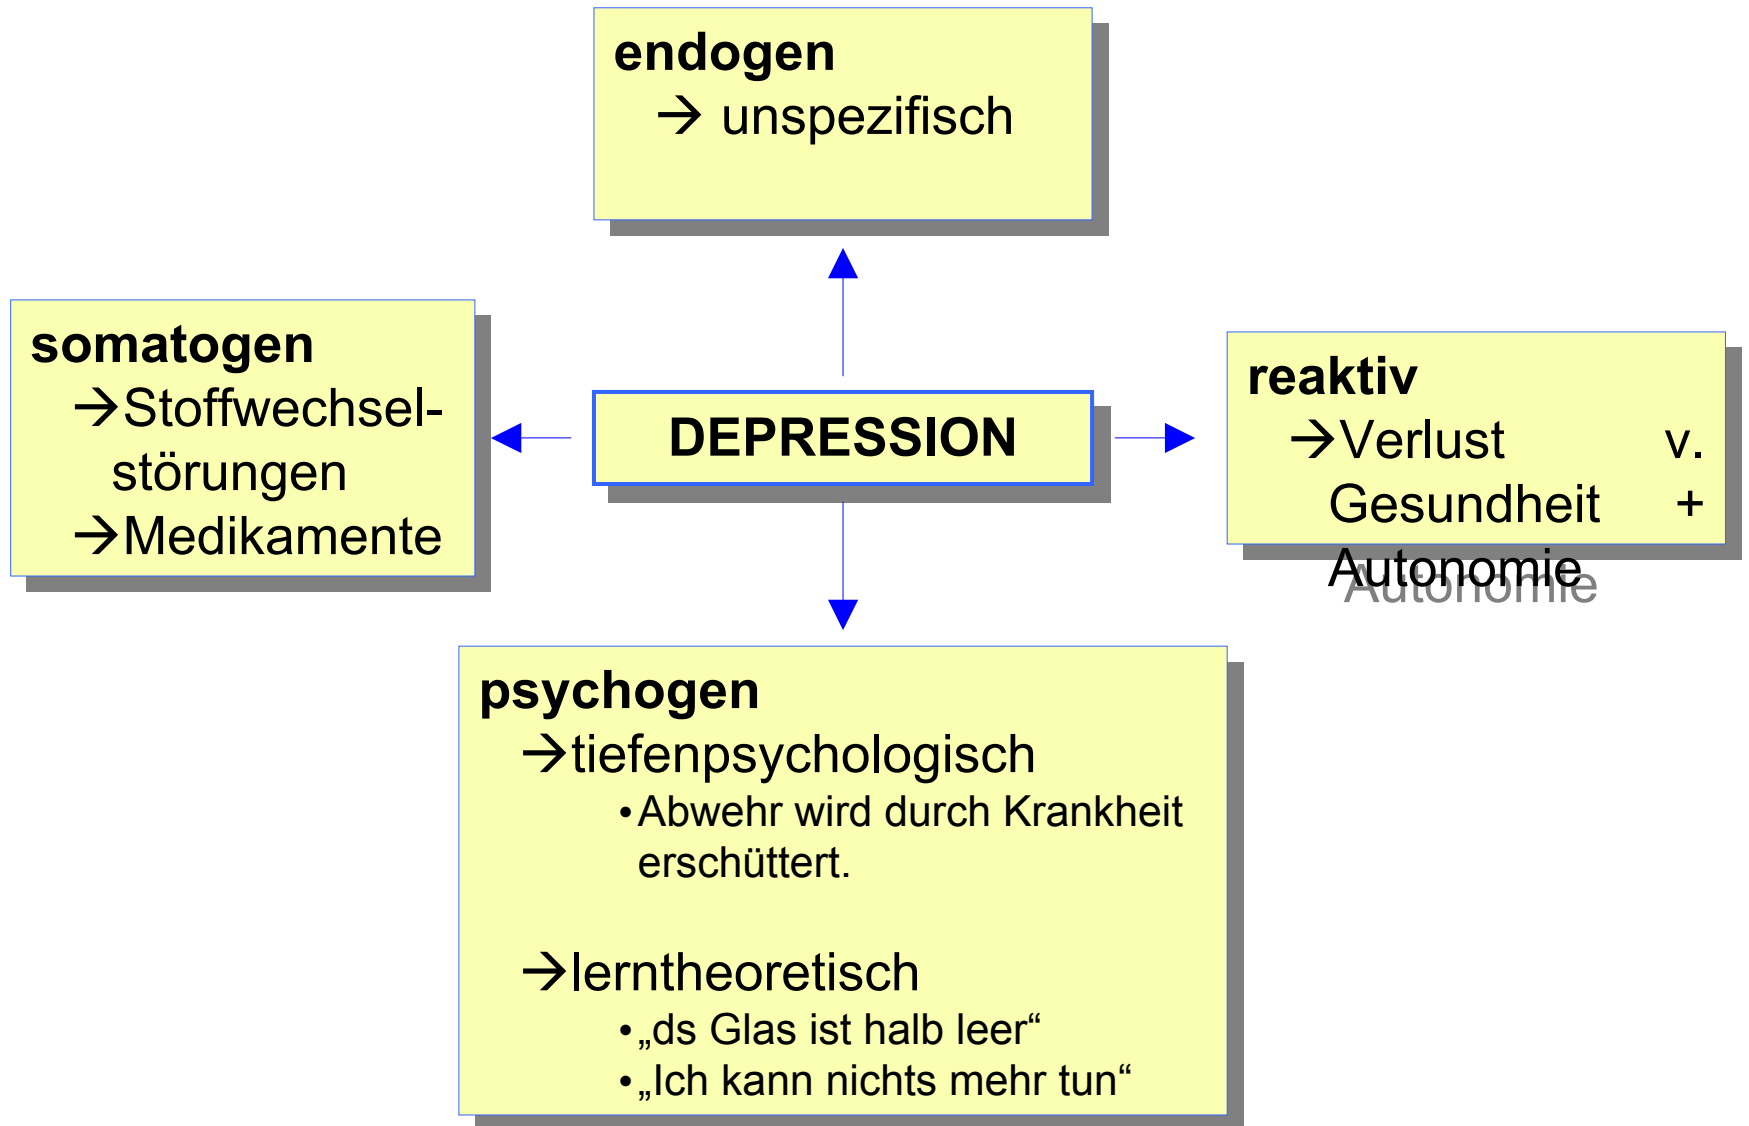 endogen
→ unspezifisch
somatogen
→Stoffwechsel-
störungen
→Medikamente
DEPRESSION
reaktiv
→Verlust v.
Gesundheit +
Autonomie
psychogen
→tiefenpsychologisch
•Abwehr wird durch Krankheit
erschüttert.
→lerntheoretisch
•„ds Glas ist halb leer“
•„Ich kann nichts mehr tun“